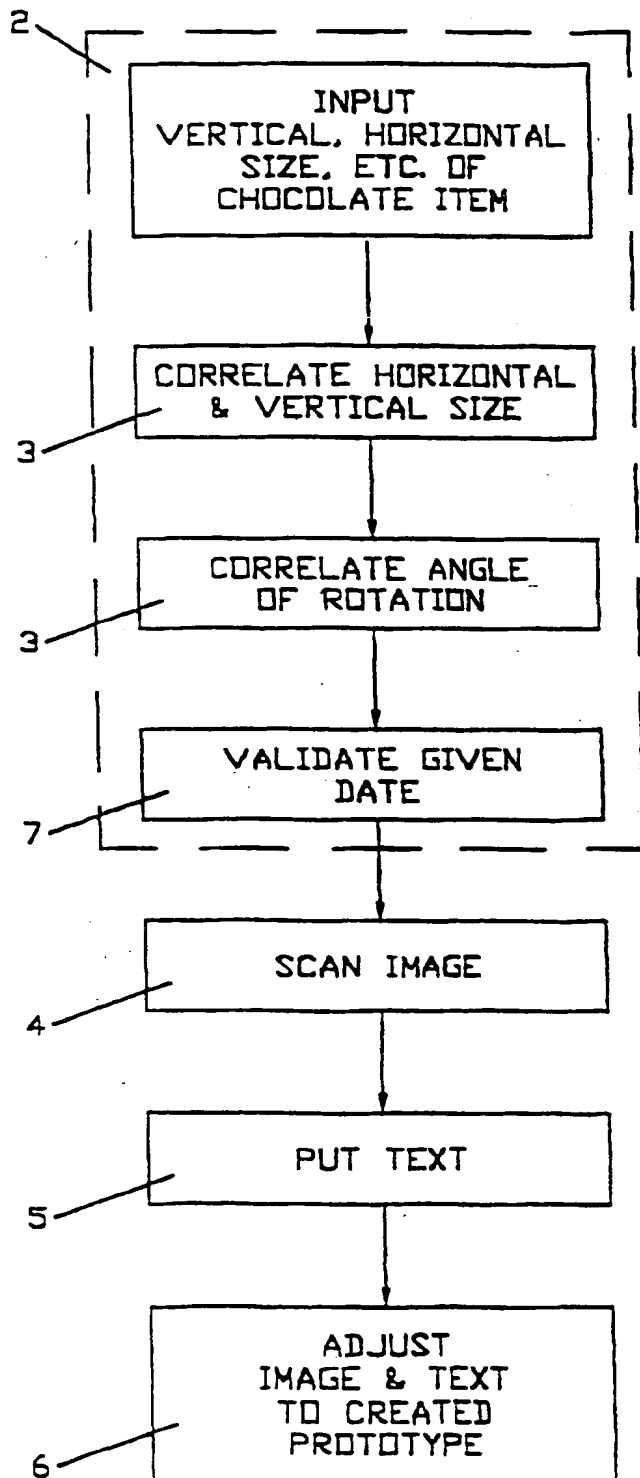 2
INPUT
VERTICAL, HORIZONTAL
SIZE, ETC. OF
CHOCOLATE ITEM
CORRELATE HORIZONTAL
& VERTICAL SIZE
3
CORRELATE ANGLE
OF ROTATION
3
VALIDATE GIVEN
DATE
7
SCAN IMAGE
4
PUT TEXT
5
ADJUST
IMAGE & TEXT
TO CREATED
PROTOTYPE
6